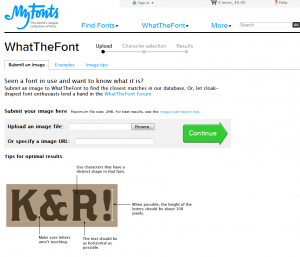 Sign in
0 items, $0.00
MyFonts
The world's largest
collection of fonts
Find Fonts
WhatTheFont
More
Search
GO
WhatTheFont
Upload
Character selection
Results
Submit an image
Examples
Image tips
Seen a font in use and want to know what it is?
Submit an image to WhatTheFont to find the closest matches in our database. Or, let cloak-
draped font enthusiasts lend a hand in the WhatTheFont Forum
Submit your image here
Maximum file size: 2MB. For best results, see the image submission tips.
Upload an image file:
Browse...
Continue
Or specify a image URL:
Tips for optimal results:
Use characters that have a
distinct shape in that font.
K&R!
When possible, the height of the
letters should be about 100
pixels.
Make sure letters
aren't touching.
The text should be
as horizontal as
possible.